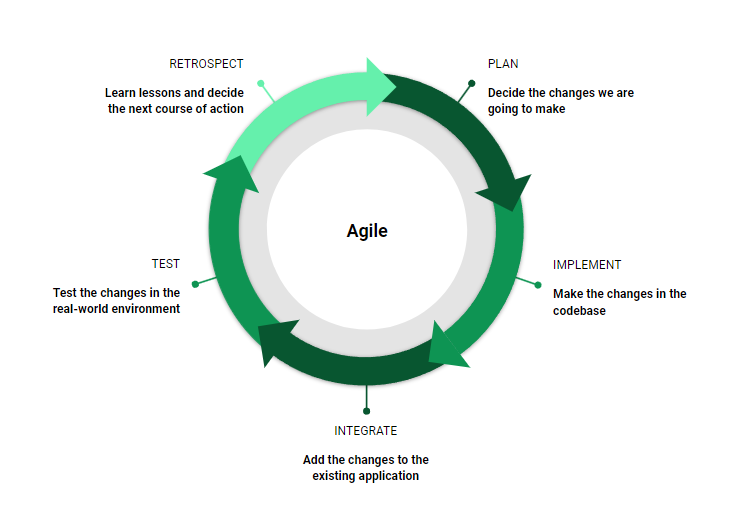 RETROSPECT
Learn lessons and decide
the next course of action
PLAN
Decide the changes we are
going to make
Agile
TEST
Test the changes in the
real-world environment
IMPLEMENT
Make the changes in the
codebase
INTEGRATE
Add the changes to the
existing application